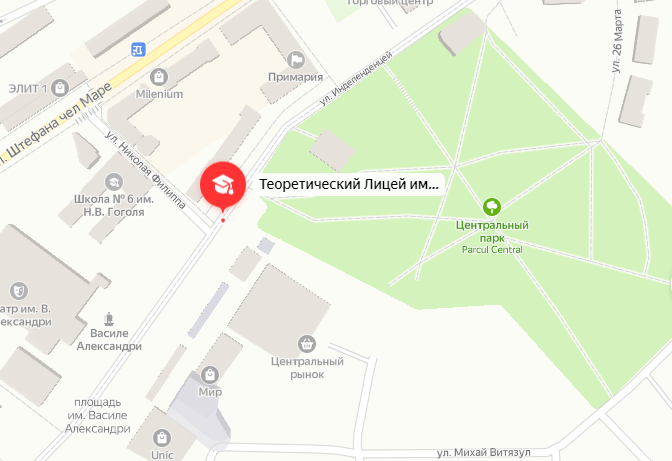 торговый центр
ул. 26 Марта
ЭЛИТ 1
Milenium
Примария
ул. Индепенденцей
ул. Штефана чел Маре
ул. Николая Филиппа
Школа № 6 им.
Н.В. Гоголя
Теоретический Лицей им...
Центральный
парк
Parcul Central
атр им. В.
Александри
Василе
Александри
Центральный
рынок
Мир
площадь
им. Василе
Александри
Unic
ул. Михай Витязул